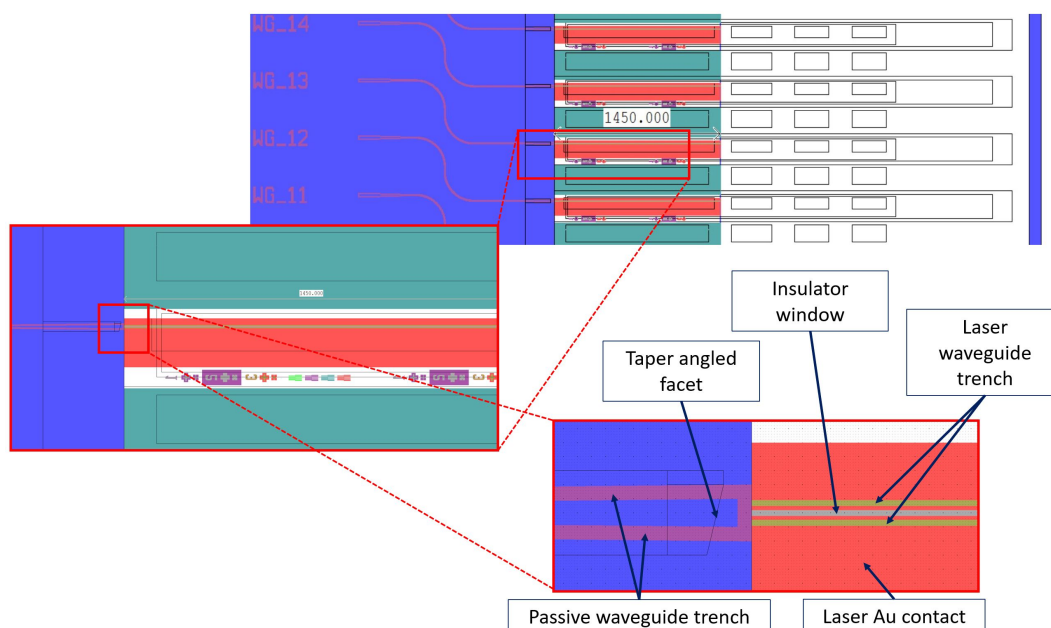 WG_14
WG_13
WG_12
WG_11
1450.000
1450.000
Insulator
window
Laser
waveguide
trench
Taper angled
facet
Passive waveguide trench
Laser Au contact